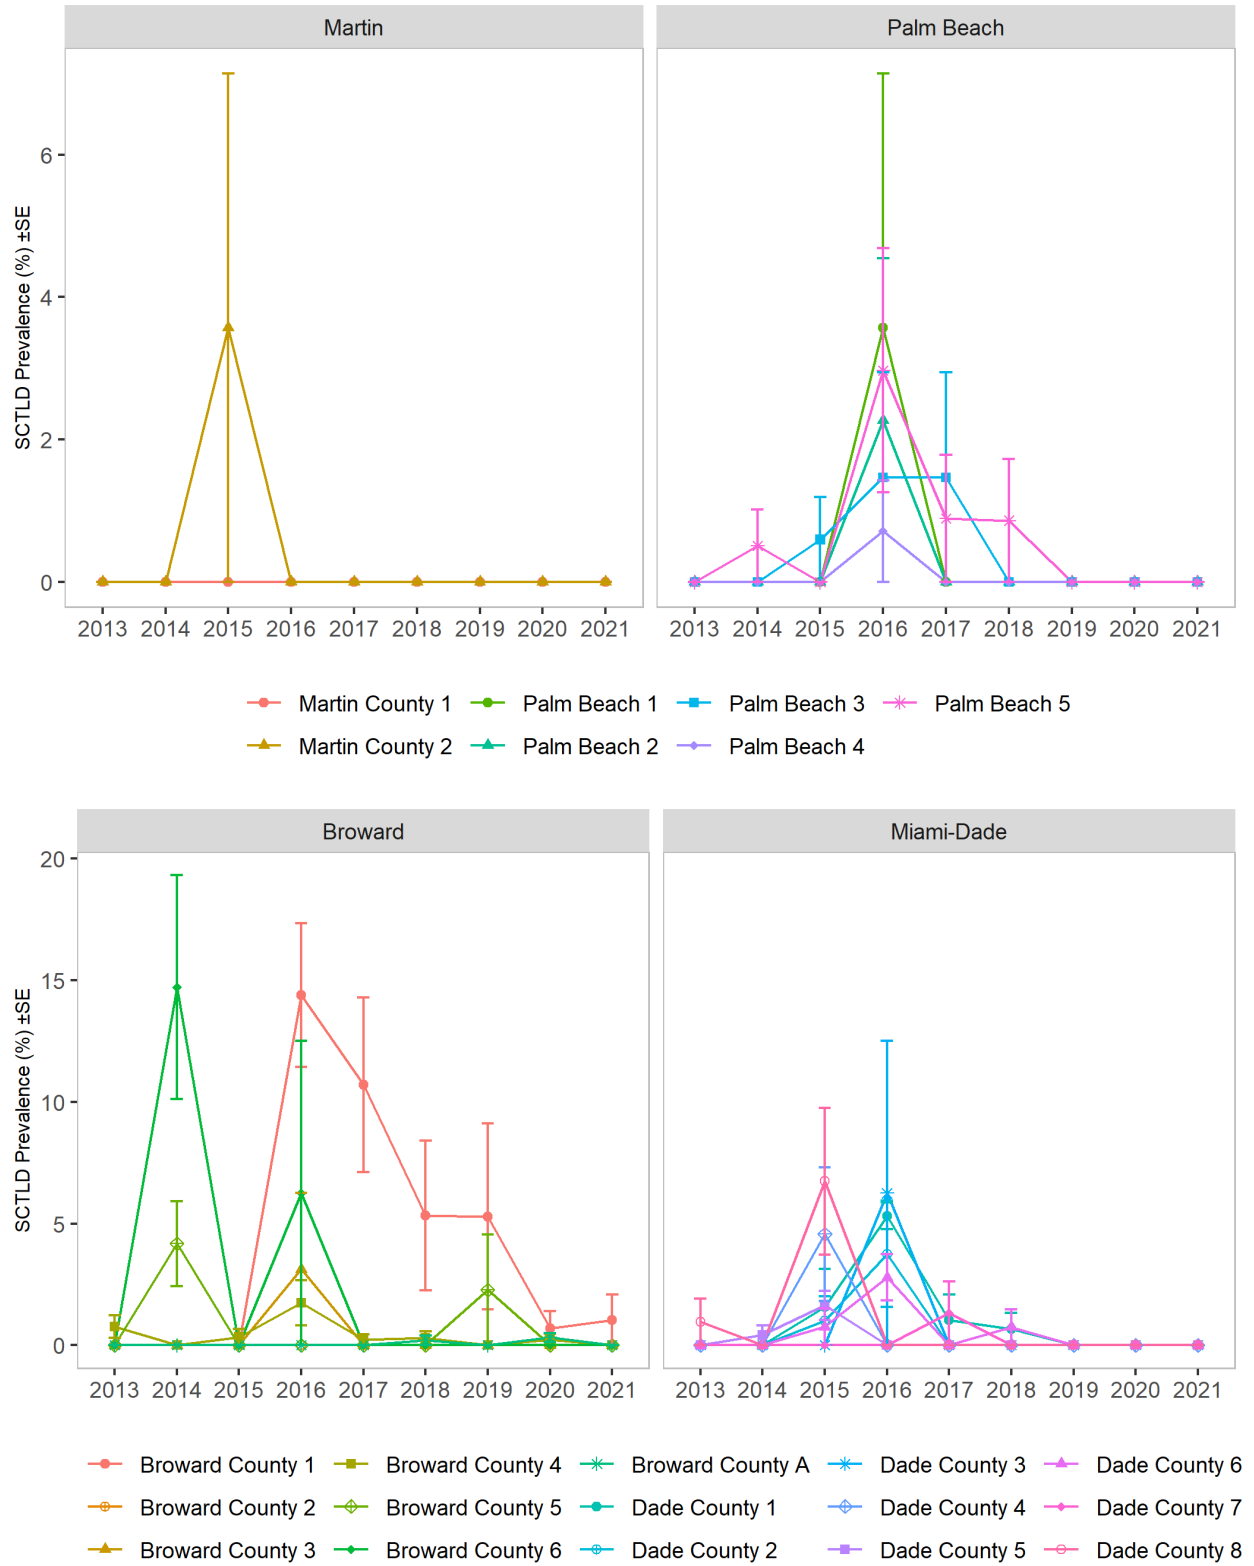 Martin Palm Beach
SCTLD Prevalence (%) ±SE
6
4
2
0
2013 2014 2015 2016 2017 2018 2019 2020 2021 2013 2014 2015 2016 2017 2018 2019 2020 2021
Martin County 1 Palm Beach 1 Palm Beach 3 Palm Beach 5
Martin County 2 Palm Beach 2 Palm Beach 4
Broward Miami-Dade
SCTLD Prevalence (%) ±SE
20
15
10
5
0
2013 2014 2015 2016 2017 2018 2019 2020 2021 2013 2014 2015 2016 2017 2018 2019 2020 2021
Broward County 1 Broward County 4 Broward County A Dade County 3 Dade County 6
Broward County 2 Broward County 5 Dade County 1 Dade County 4 Dade County 7
Broward County 3 Broward County 6 Dade County 2 Dade County 5 Dade County 8